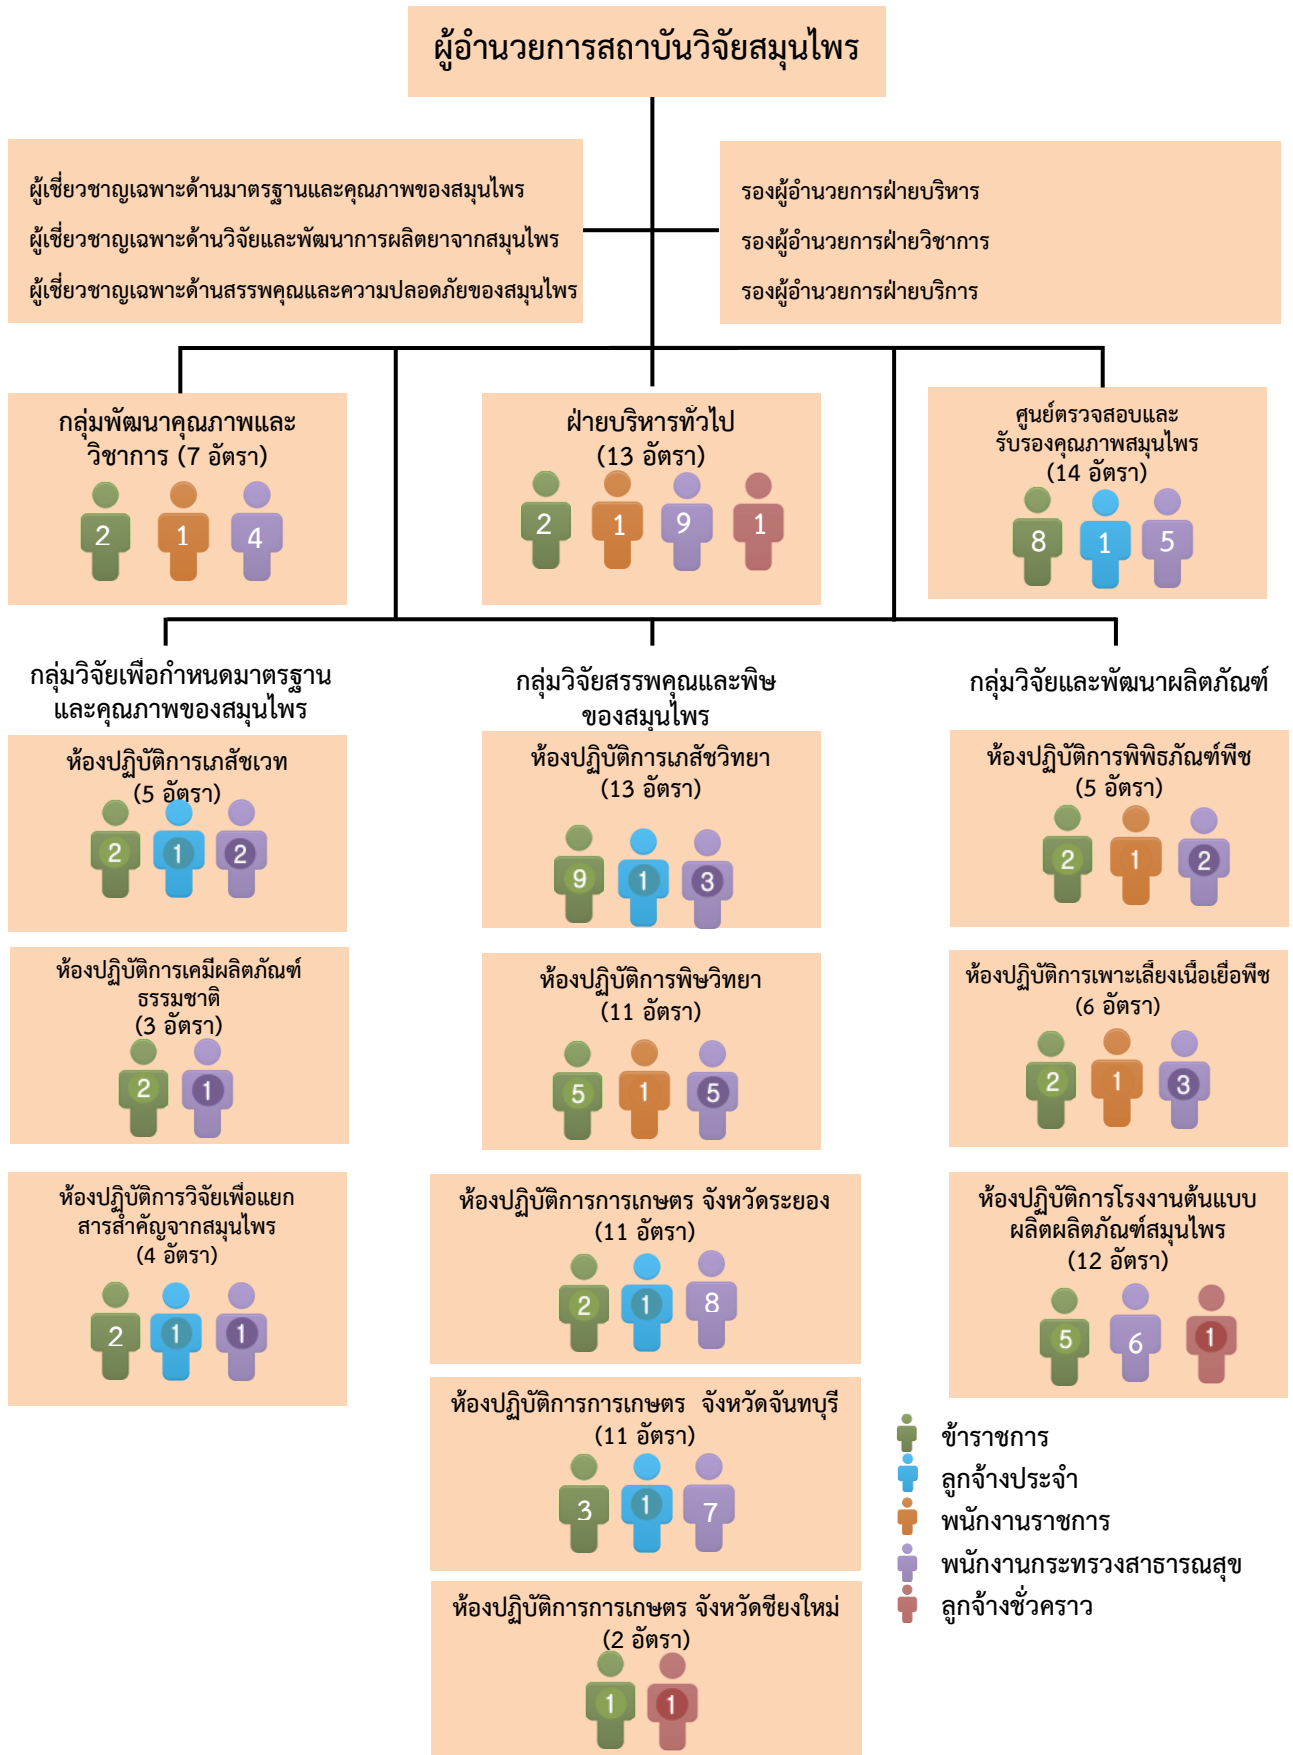 ผู้อำนวยการสถาบันวิจัยสมุนไพร
ผู้เชี่ยวชาญเฉพาะด้านมาตรฐานและคุณภาพของสมุนไพร
ผู้เชี่ยวชาญเฉพาะด้านวิจัยและพัฒนาการผลิตยาจากสมุนไพร
ผู้เชี่ยวชาญเฉพาะด้านสรรพคุณและความปลอดภัยของสมุนไพร
รองผู้อำนวยการฝ่ายบริหาร
รองผู้อำนวยการฝ่ายวิชาการ
รองผู้อำนวยการฝ่ายบริการ
กลุ่มพัฒนาคุณภาพและ
วิชาการ (7 อัตรา)
2 1 4
ฝ่ายบริหารทั่วไป
(13 อัตรา)
2 1 9 1
ศูนย์ตรวจสอบและ
รับรองคุณภาพสมุนไพร
(14 อัตรา)
8 1 5
กลุ่มวิจัยเพื่อกำหนดมาตรฐาน
และคุณภาพของสมุนไพร
ห้องปฏิบัติการเภสัชเวท
(5 อัตรา)
2 1 2
ห้องปฏิบัติการเคมีผลิตภัณฑ์
ธรรมชาติ
(3 อัตรา)
2 1
ห้องปฏิบัติการวิจัยเพื่อแยก
สารสำคัญจากสมุนไพร
(4 อัตรา)
2 1 1
กลุ่มวิจัยสรรพคุณและพิษ
ของสมุนไพร
ห้องปฏิบัติการเภสัชวิทยา
(13 อัตรา)
9 1 3
ห้องปฏิบัติการพิษวิทยา
(11 อัตรา)
5 1 5
ห้องปฏิบัติการการเกษตร จังหวัดระยอง
(11 อัตรา)
2 1 8
ห้องปฏิบัติการการเกษตร จังหวัดจันทบุรี
(11 อัตรา)
3 1 7
ห้องปฏิบัติการการเกษตร จังหวัดชียงใหม่
(2 อัตรา)
1 1
กลุ่มวิจัยและพัฒนาผลิตภัณฑ์
ห้องปฏิบัติการพิพิธภัณฑ์พืช
(5 อัตรา)
2 1 2
ห้องปฏิบัติการเพาะเลี้ยงเนื้อเยื่อพืช
(6 อัตรา)
2 1 3
ห้องปฏิบัติการโรงงานต้นแบบ
ผลิตผลิตภัณฑ์สมุนไพร
(12 อัตรา)
5 6 1
ข้าราชการ
ลูกจ้างประจำ
พนักงานราชการ
พนักงานกระทรวงสาธารณสุข
ลูกจ้างชั่วคราว